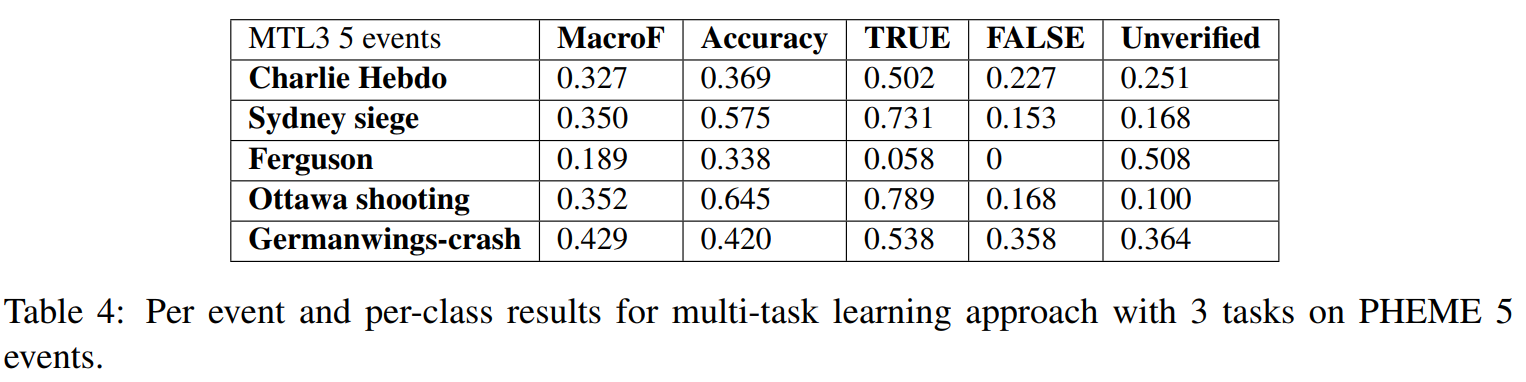 MTL3 5 events MacroF Accuracy TRUE FALSE Unverified
Charlie Hebdo 0.327 0.369 0.502 0.227 0.251
Sydney siege 0.350 0.575 0.731 0.153 0.168
Ferguson 0.189 0.338 0.058 0 0.508
Ottawa shooting 0.352 0.645 0.789 0.168 0.100
Germanwings-crash 0.429 0.420 0.538 0.358 0.364
Table 4: Per event and per-class results for multi-task learning approach with 3 tasks on PHEME 5
events.